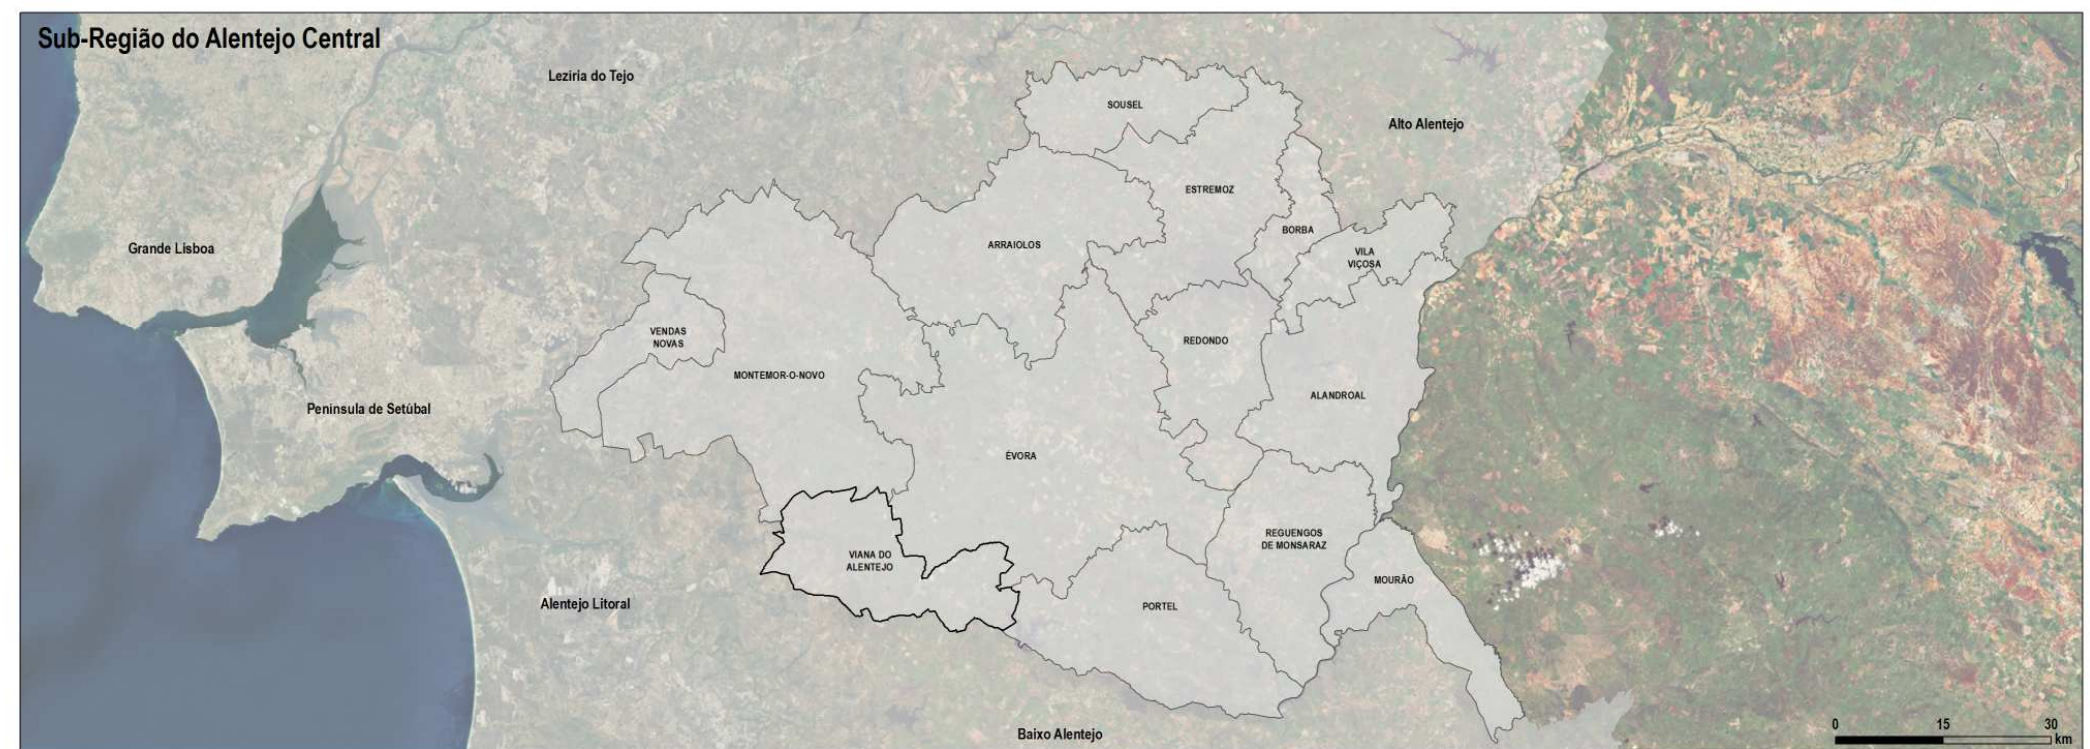 Sub-Região do Alentejo Central
Lezíria do Tejo
SOUSEL
Alto Alentejo
ESTREMOZ
Grande Lisboa
ARRAIOLOS
BORBA
VILA
VIÇOSA
VENDAS
NOVAS
REDONDO
MONTEMOR-O-NOVO
ALANDROAL
Península de Setúbal
ÉVORA
REGUENGOS
DE MONSARAZ
VIANA DO
ALENTEJO
MOURÃO
Alentejo Litoral
PORTEL
Baixo Alentejo
0 15 30
km